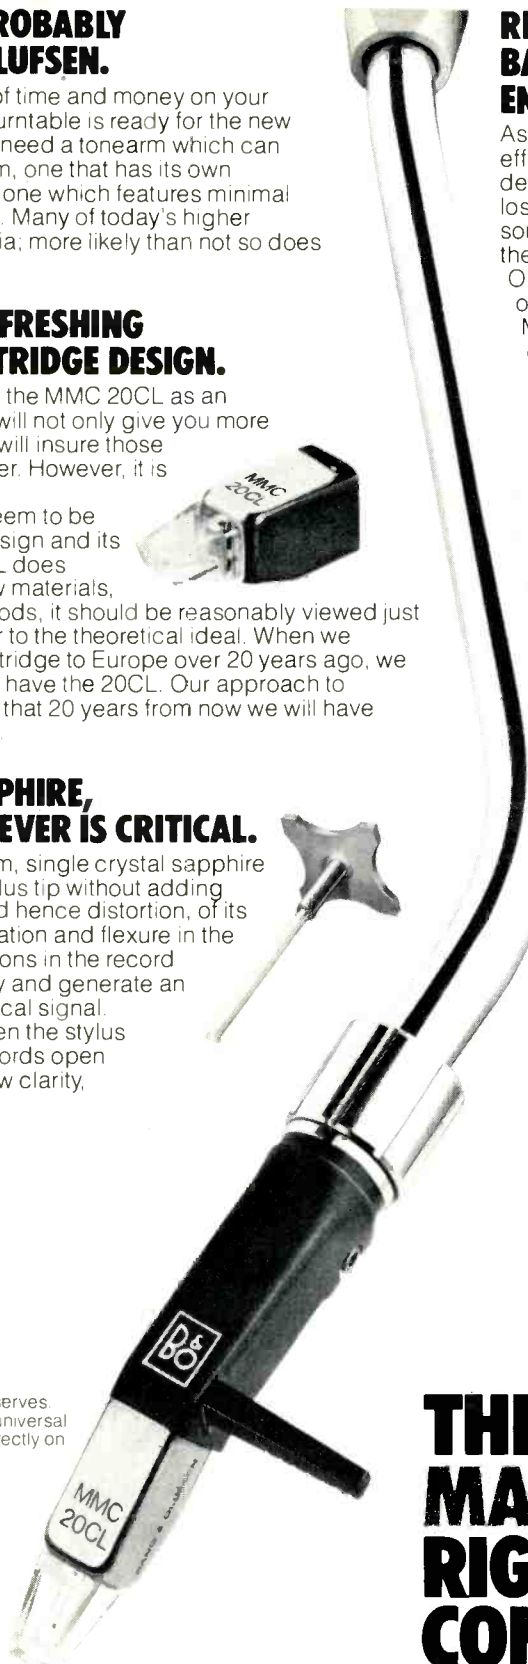 ROBABLY
LUFSEN.
of time and money on your
urntable is ready for the new
need a tonearm which can
m, one that has its own
one which features minimal
. Many of today's higher
ia; more likely than not so does
FRESHING
TRIDGE DESIGN.
the MMC 20CL as an
will not only give you more
will insure those
er. However, it is
eem to be
sign and its
L does
w materials,
ods, it should be reasonably viewed just
r to the theoretical ideal. When we
tridge to Europe over 20 years ago, we
have the 20CL. Our approach to
that 20 years from now we will have
MMC
20CL
PHIRE,
EVER IS CRITICAL.
m, single crystal sapphire
lus tip without adding
d hence distortion, of its
ation and flexure in the
ons in the record
y and generate an
cal signal.
en the stylus
ords open
w clarity,
erves.
universal
rectly on
B&O
MMC
20CL
BANG & OLUFSEN
RI
BA
EN
As
eff
de
los
son
the
O
o
M
THI
MA
RIG
COI